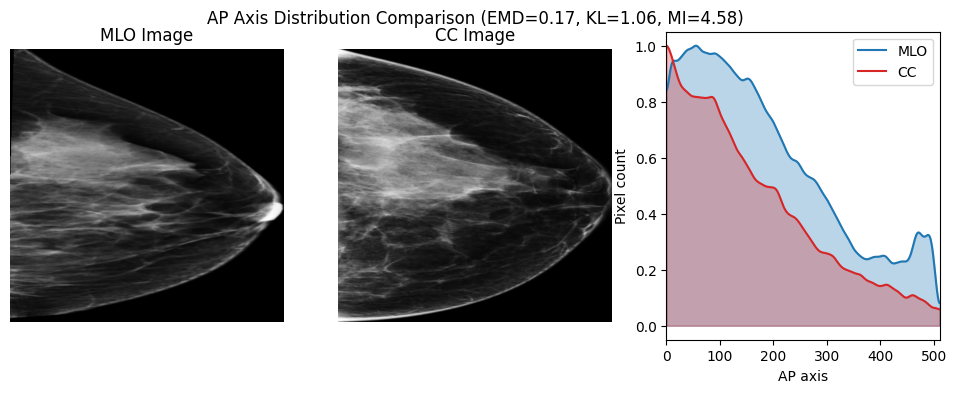 AP Axis Distribution Comparison (EMD=0.17, KL=1.06, MI=4.58)
MLO Image
CC Image
MLO
CC
Pixel count
1.0
0.8
0.6
0.4
0.2
0.0
0 100 200 300 400 500
AP axis